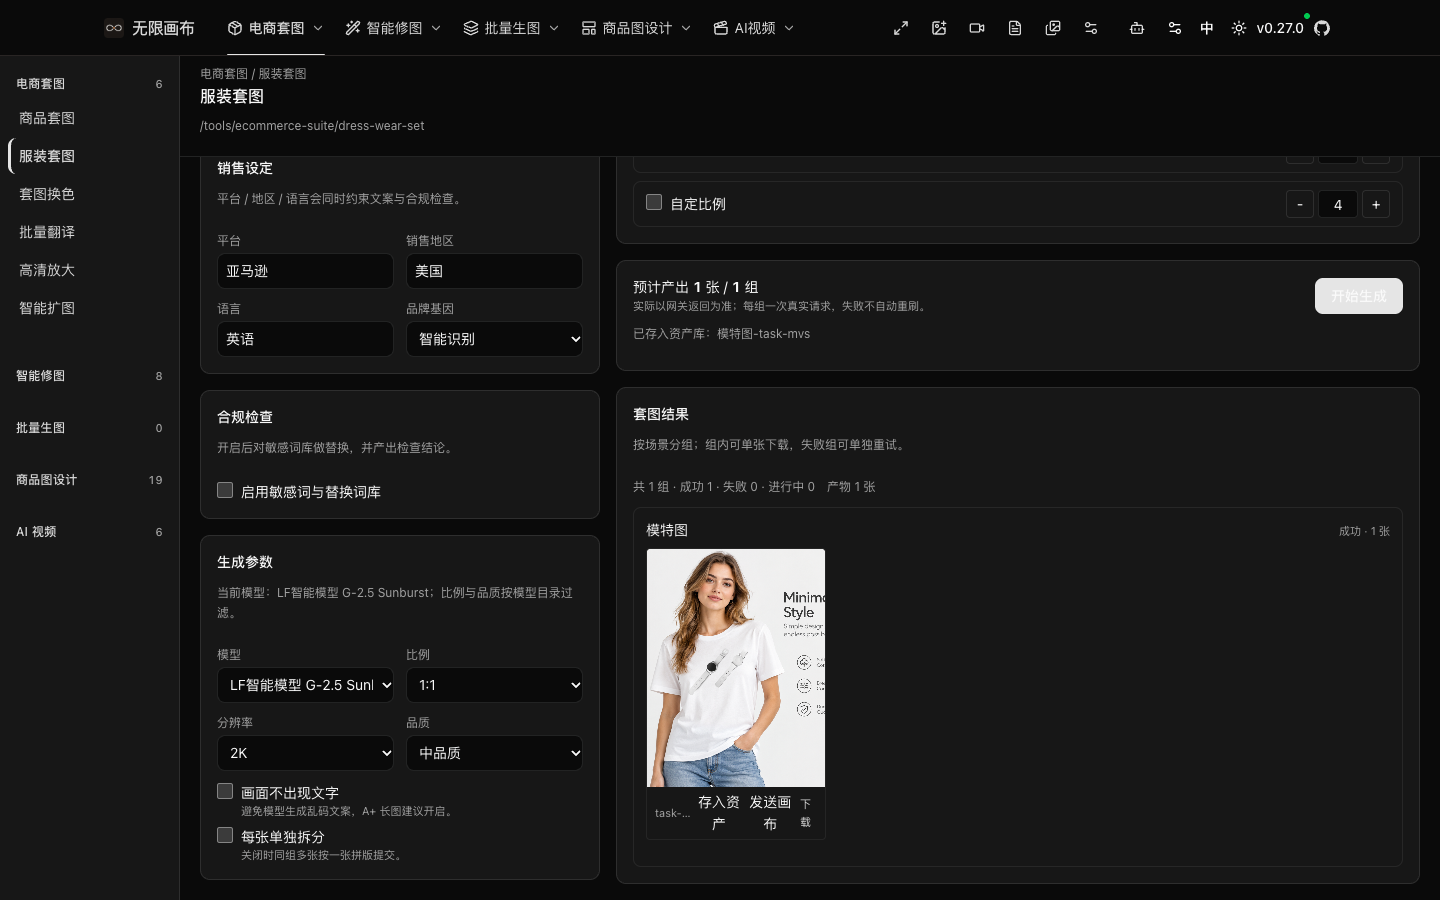 无限画布
电商套图
智能修图
批量生图
商品图设计
AI视频
中
v0.27.0
电商套图 6
商品套图
服装套图
套图换色
批量翻译
高清放大
智能扩图
智能修图 8
批量生图 0
商品图设计 19
AI 视频 6
电商套图 / 服装套图
服装套图
/tools/ecommerce-suite/dress-wear-set
销售设定
平台 / 地区 / 语言会同时约束文案与合规检查。
平台 销售地区
亚马逊 美国
语言 品牌基因
英语 智能识别
合规检查
开启后对敏感词库做替换，并产出检查结论。
启用敏感词与替换词库
生成参数
当前模型：LF智能模型 G-2.5 Sunburst；比例与品质按模型目录过
滤。
模型 比例
LF智能模型 G-2.5 Sunl 1:1
分辨率 品质
2K 中品质
画面不出现文字
避免模型生成乱码文案，A+ 长图建议开启。
每张单独拆分
关闭时同组多张按一张拼版提交。
自定比例 - 4 +
预计产出 1 张 / 1 组
实际以网关返回为准；每组一次真实请求，失败不自动重刷。
开始生成
已存入资产库：模特图-task-mvs
套图结果
按场景分组；组内可单张下载，失败组可单独重试。
共 1 组 · 成功 1 · 失败 0 · 进行中 0 产物 1 张
模特图 成功 · 1 张
Minimo
Style
Simple design
endless possib
task-... 存入资产 发送画布 下载